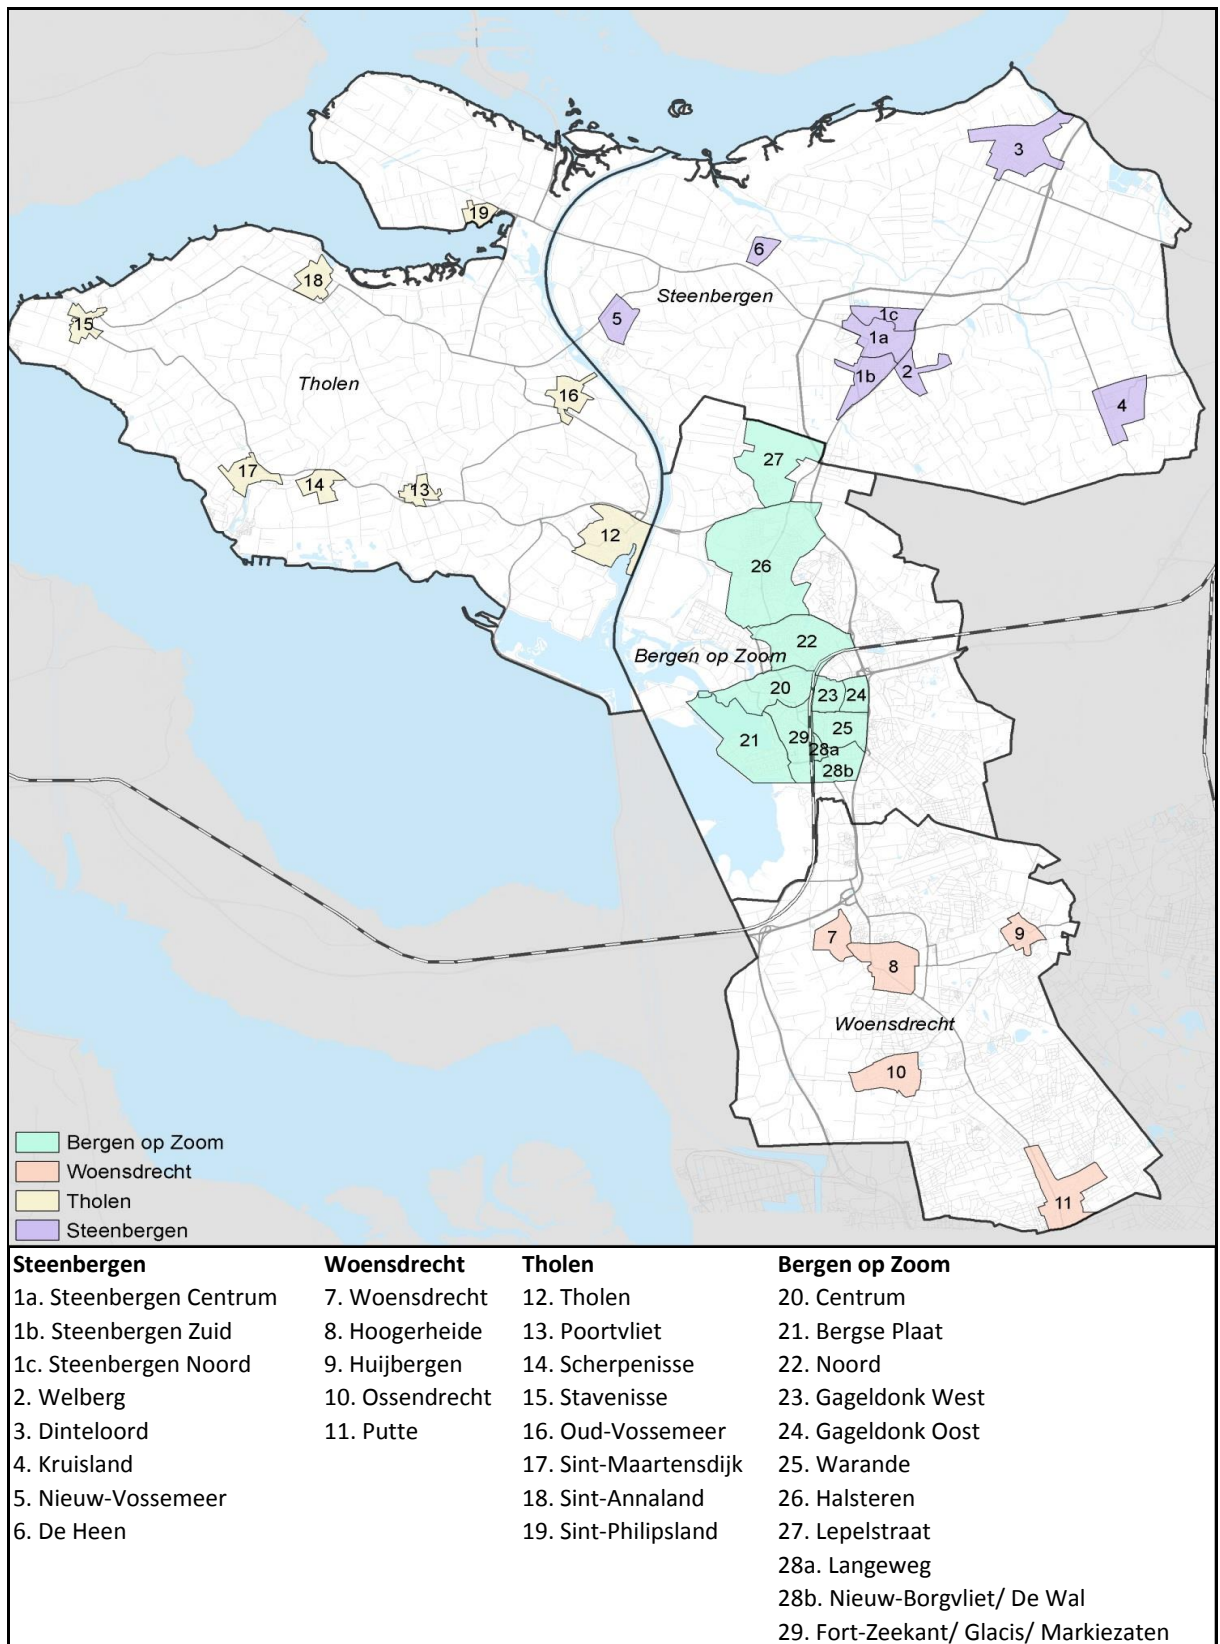 3
19
6
18
Steenbergen
5
1c
15
1a
Tholen
1b
2
16
4
27
17
14
13
12
26
22
Bergen op Zoom
20
23
24
25
21
29
28a
28b
7
9
8
Woensdrecht
10
11
Bergen op Zoom
Woensdrecht
Tholen
Steenbergen
Steenbergen
1a. Steenbergen Centrum
1b. Steenbergen Zuid
1c. Steenbergen Noord
2. Welberg
3. Dinteloord
4. Kruisland
5. Nieuw-Vossemeer
6. De Heen
Woensdrecht
7. Woensdrecht
8. Hoogerheide
9. Huijbergen
10. Ossendrecht
11. Putte
Tholen
12. Tholen
13. Poortvliet
14. Scherpenisse
15. Stavenisse
16. Oud-Vossemeer
17. Sint-Maartensdijk
18. Sint-Annaland
19. Sint-Philipsland
Bergen op Zoom
20. Centrum
21. Bergse Plaat
22. Noord
23. Gageldonk West
24. Gageldonk Oost
25. Warande
26. Halsteren
27. Lepelstraat
28a. Langeweg
28b. Nieuw-Borgvliet/ De Wal
29. Fort-Zeekant/ Glacis/ Markiezaten